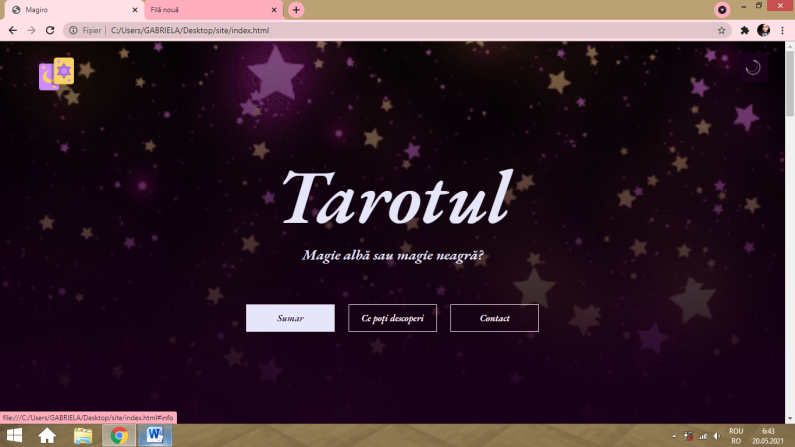 Magiro
Filă nouă
Fișier
C:/Users/GABRIELA/Desktop/site/index.html
Tarotul
Magie albă sau magie neagră?
Sumar
Ce poți descoperi
Contact
file:///C:/Users/GABRIELA/Desktop/site/index.html#info
ROU
RO
6:43
20.05.2021